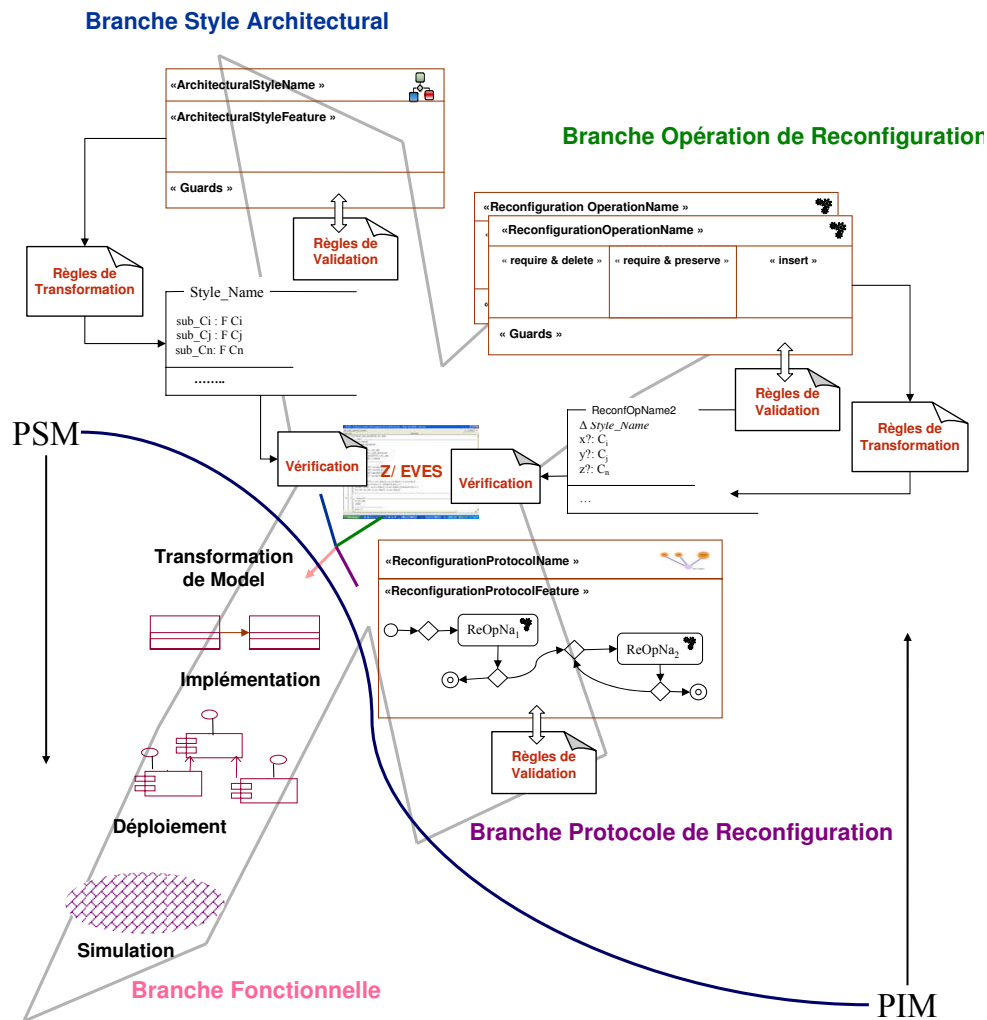 Branche Style Architectural
«ArchitecturalStyleName »
«ArchitecturalStyleFeature »
« Guards »
Règles de
Validation
Règles de
Transformation
Style_Name
sub_Ci : F Ci
sub_Cj : F Cj
sub_Cn: F Cn
……..
Branche Opération de Reconfiguration
«Reconfiguration OperationName »
«ReconfigurationOperationName »
« require & delete »
« require & preserve »
« insert »
« Guards »
Règles de
Validation
Règles de
Transformation
ReconfOpName2
Δ Style_Name
x?: Ci
y?: Cj
z?: Cn
…
PSM
Vérification
Z/ EVES
Vérification
Transformation
de Model
Implémentation
Déploiement
Simulation
Branche Fonctionnelle
«ReconfigurationProtocolName »
«ReconfigurationProtocolFeature »
ReOpNa1
ReOpNa2
Règles de
Validation
Branche Protocole de Reconfiguration
PIM